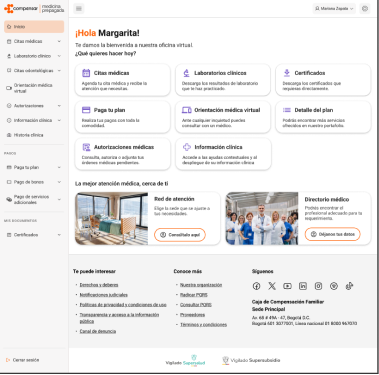 compensar | medicina prepagada
Marisea Zapata
Inicio
Citas médicas
Laboratorio clínico
Citas odontológicas
Orientación médica
virtual
Autorizaciones
Información clínica
Historia clínica
PAGOS
Paga tu plan
Pago de bonos
Pago de servicios
adicionales
MIS DOCUMENTOS
Certificados
Cerrar sesión
¡Hola Margarita!
Te damos la bienvenida a nuestra oficina virtual.
¿Qué quieres hacer hoy?
Citas médicas
Agenda tu cita médica y recibe la
atención que necesitas.
Laboratorios clínicos
Descarga los resultados de laboratorio
que te has practicado.
Certificados
Descarga los certificados que
requieras directamente.
Paga tu plan
Realiza tus pagos con toda la
comodidad.
Orientación médica virtual
Ante cualquier inquietud puedes
consultar con un médico.
Detalle del plan
Podrás encontrar más servicios
ofrecidos en nuestro portafolio.
Autorizaciones médicas
Consulta, autoriza o adjunta tus
órdenes médicas pendientes.
Información clínica
Accede a las ayudas contextuales y al
despliegue de su información clínica
La mejor atención médica, cerca de ti
Red de atención
Elige la sede que se ajuste a
tus necesidades.
Consúltalo aquí
Directorio médico
Podrás encontrar el
profesional adecuado para tu
requerimiento.
Déjanos tus datos
Te puede interesar
Derechos y deberes
Notificaciones judiciales
Políticas de privacidad y condiciones de uso
Transparencia y acceso a la información
pública
Canal de denuncia
Conoce más
Nuestra organización
Radicar PQRS
Consultar PQRS
Proveedores
Términos y condiciones
Síguenos
Caja de Compensación Familiar
Sede Principal
Av. 68 # 49A - 47, Bogotá D.C.
Bogotá 601 3077001, Línea nacional 01 8000 947070
Vigilado Supersalud
Vigilado Supersubsidio